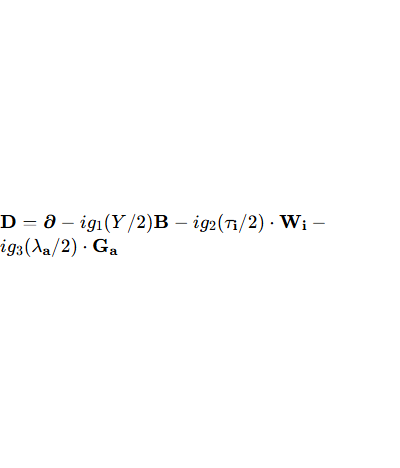 D = ∂ − ig₁(Y/2)B − ig₂(τᵢ/2) · Wᵢ −
ig₃(λₐ/2) · Gₐ